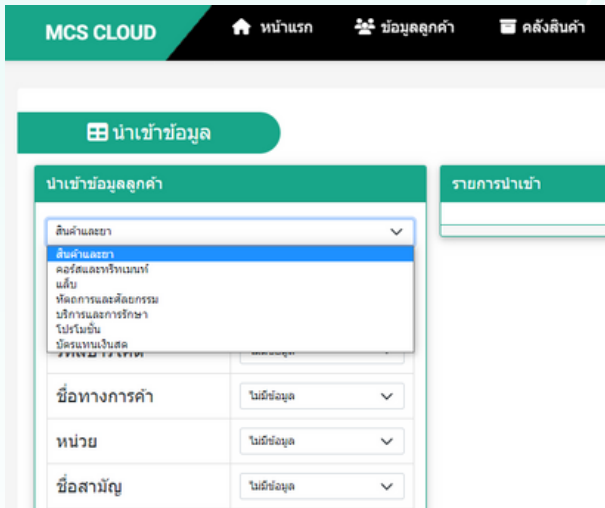 MCS CLOUD
หน้าแรก
ข้อมูลลูกค้า
คลังสินค้า
นำเข้าข้อมูล
นำเข้าข้อมูลลูกค้า
รายการนำเข้า
สินค้าและยา
สินค้าและยา
คอร์สและทรีทเมนท์
แล็บ
หัตถการและศัลยกรรม
บริการและการรักษา
โปรโมชั่น
บัตรแทนเงินสด
ชื่อทางการค้า
ไม่มีข้อมูล
หน่วย
ไม่มีข้อมูล
ชื่อสามัญ
ไม่มีข้อมูล